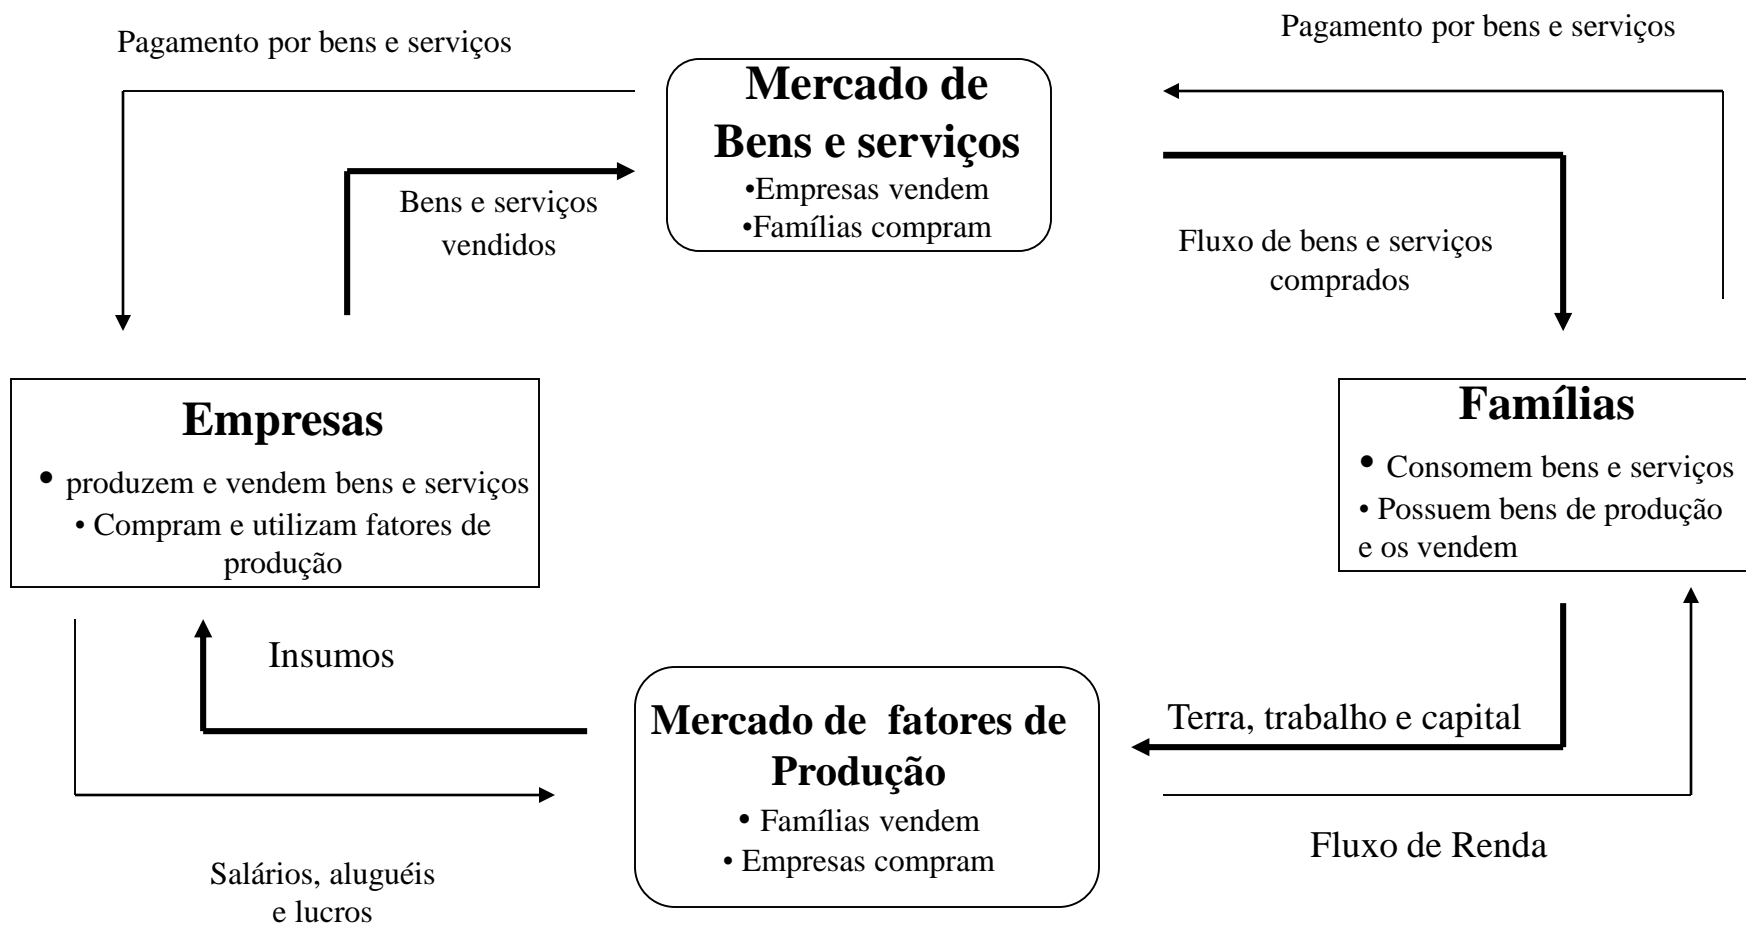 Pagamento por bens e serviços
Pagamento por bens e serviços
Mercado de
Bens e serviços
•Empresas vendem
•Famílias compram
Bens e serviços
vendidos
Fluxo de bens e serviços
comprados
Empresas
• produzem e vendem bens e serviços
• Compram e utilizam fatores de
produção
Famílias
• Consomem bens e serviços
• Possuem bens de produção
e os vendem
Insumos
Mercado de fatores de
Produção
• Famílias vendem
• Empresas compram
Terra, trabalho e capital
Fluxo de Renda
Salários, aluguéis
e lucros